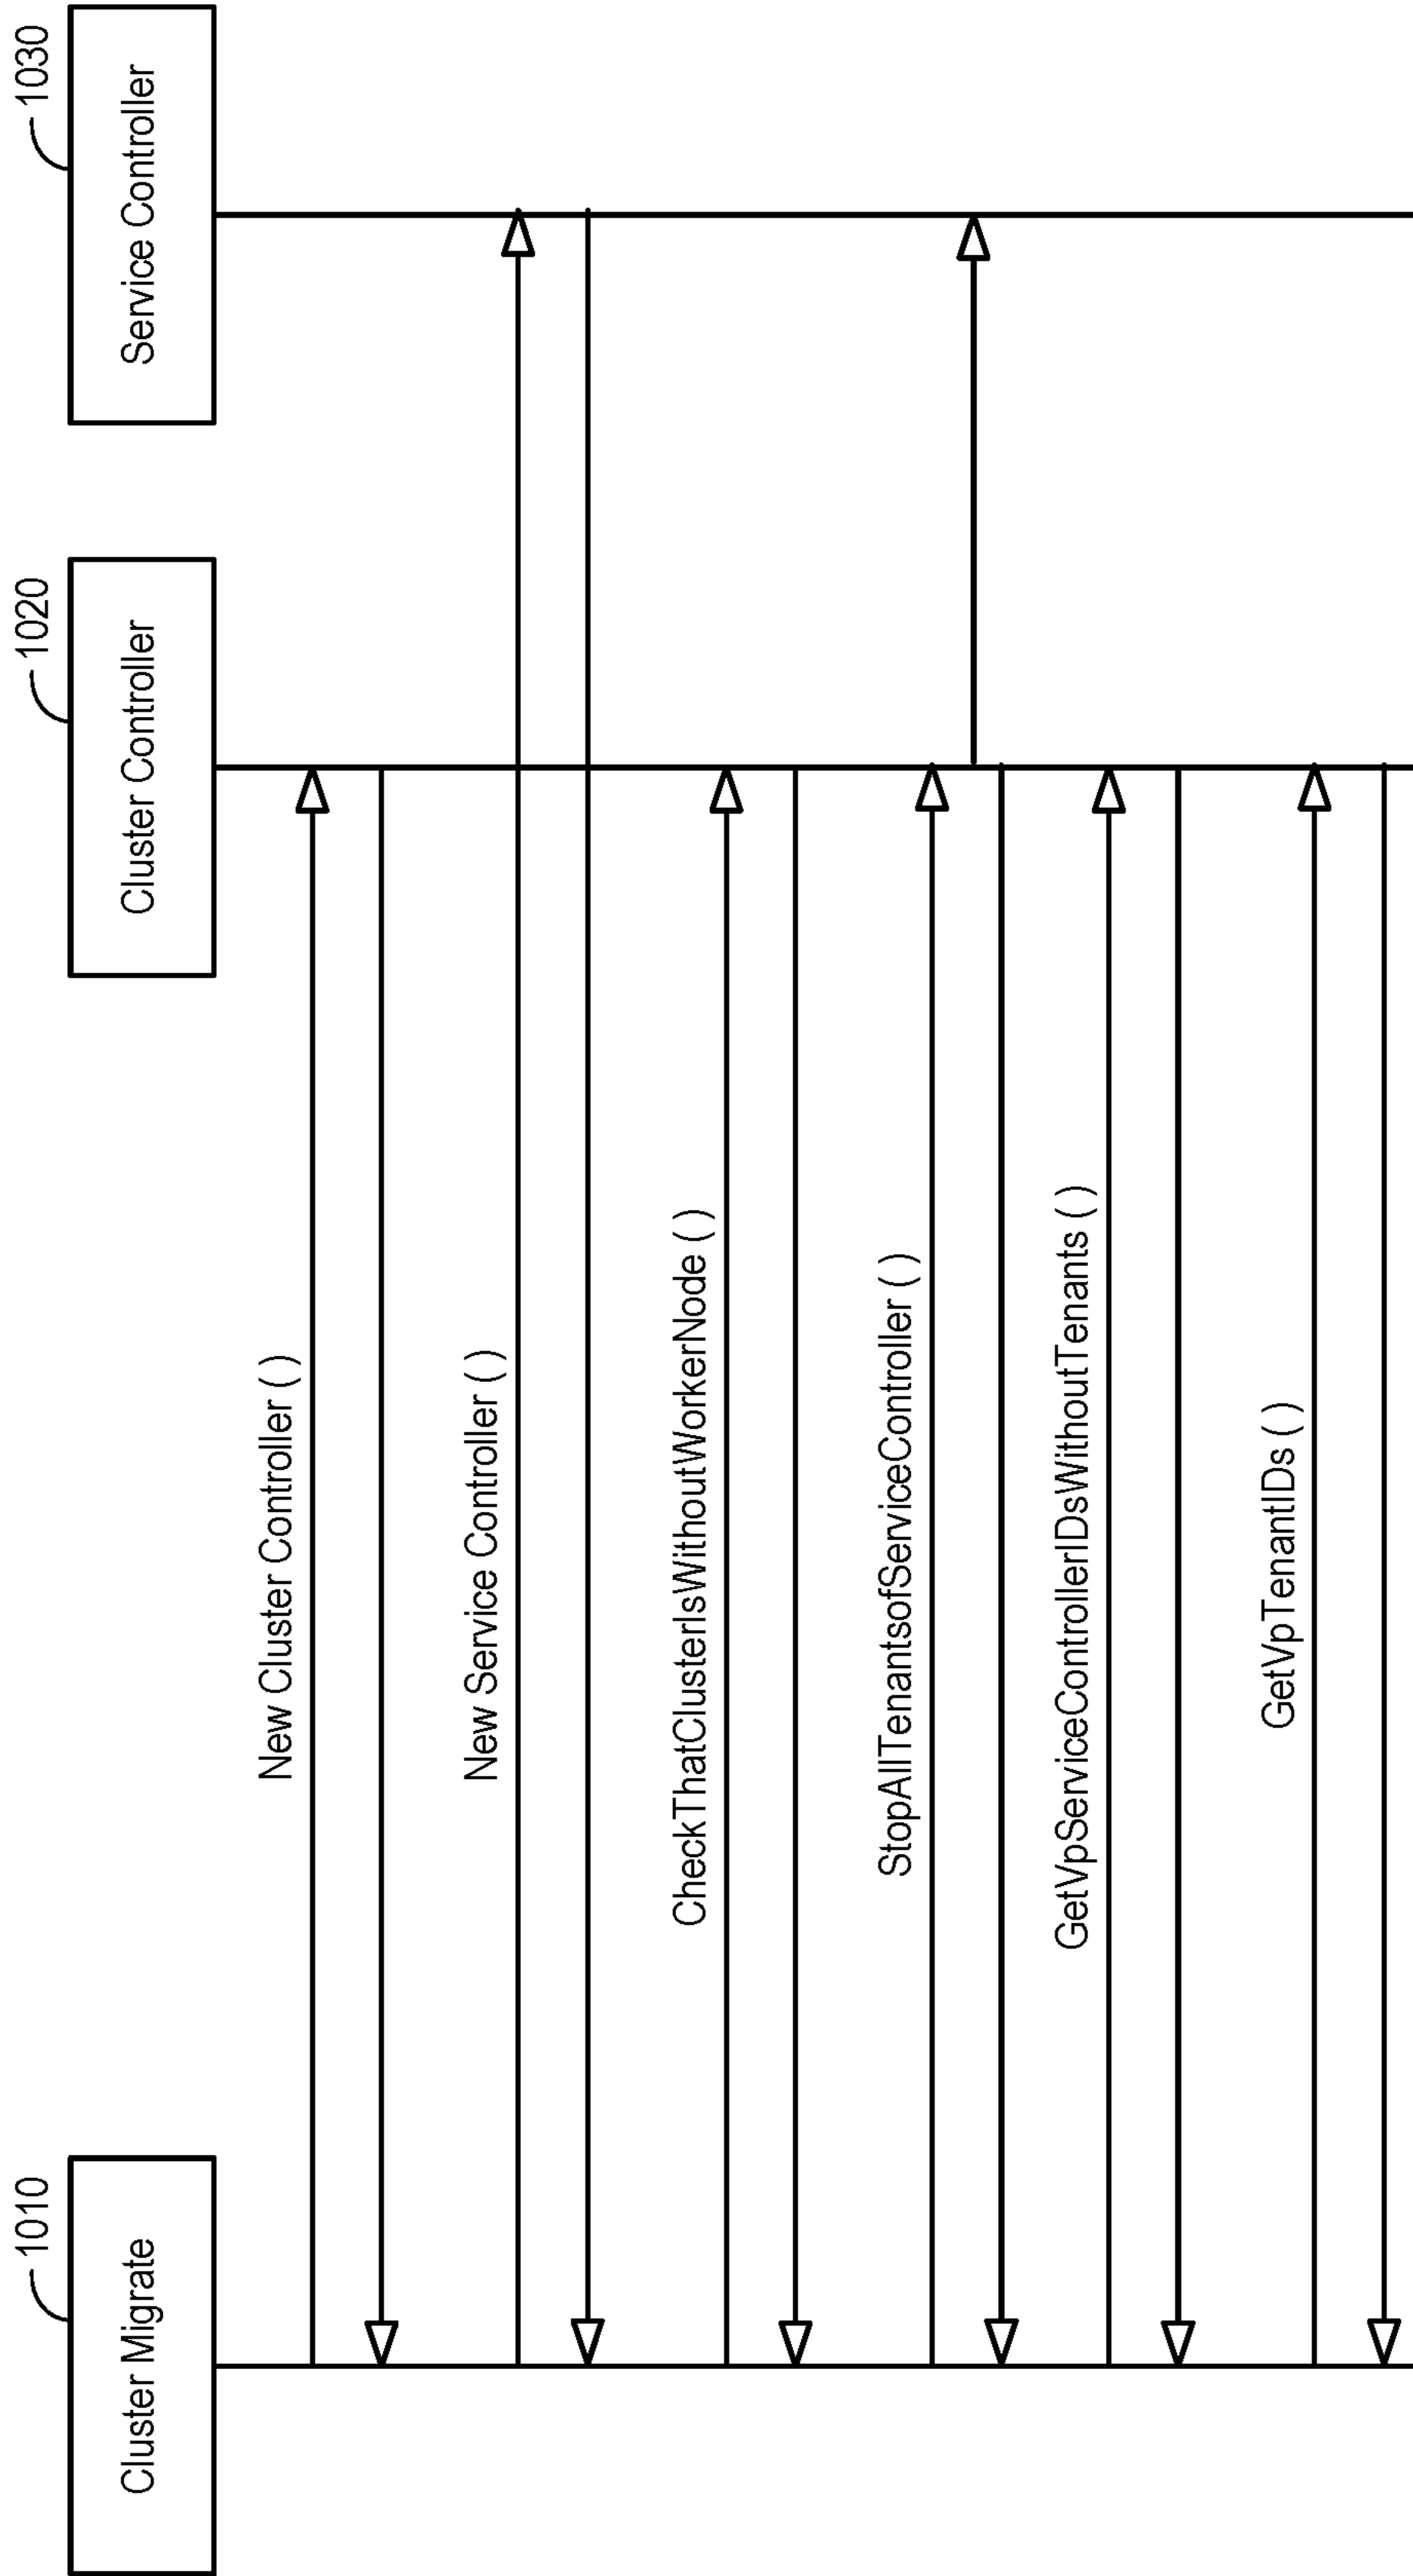 1010
Cluster Migrate
1020
Cluster Controller
1030
Service Controller
New Cluster Controller ( )
New Service Controller ( )
CheckThatClusterIsWithoutWorkerNode ( )
StopAllTenantsofServiceController ( )
GetVpServiceControllerIDsWithoutTenants ( )
GetVpTenantIDs ( )